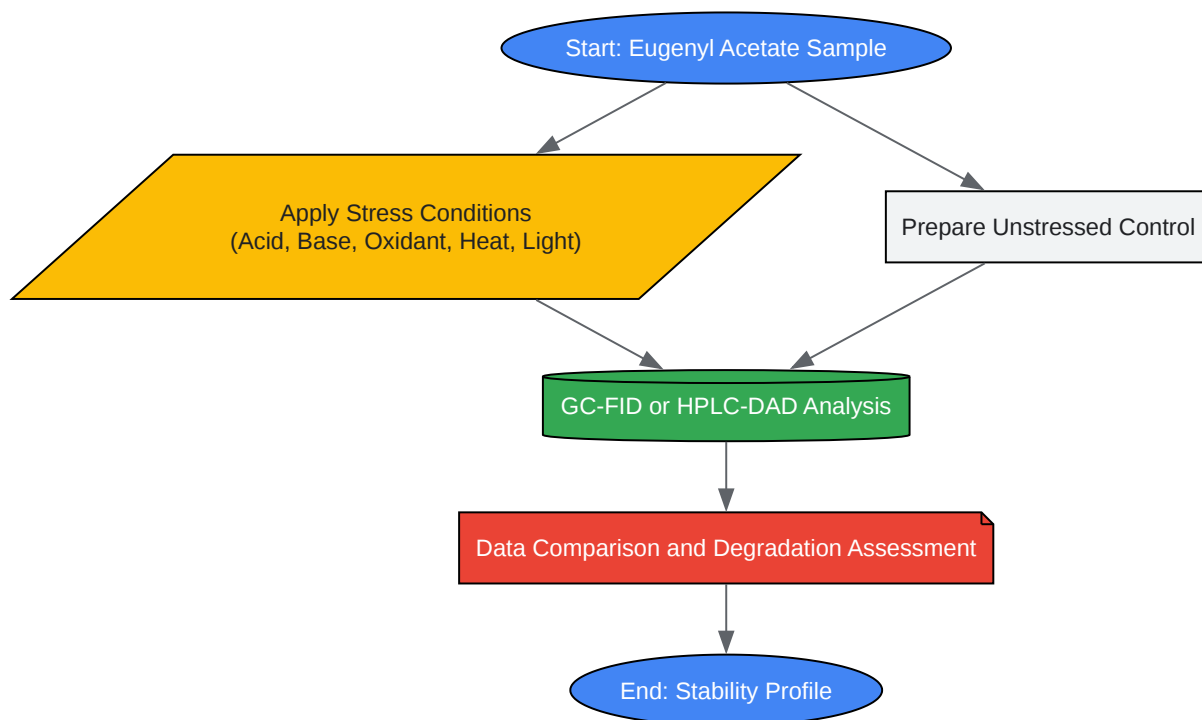 Start: Eugenyl Acetate Sample
Apply Stress Conditions
(Acid, Base, Oxidant, Heat, Light)
Prepare Unstressed Control
GC-FID or HPLC-DAD Analysis
Data Comparison and Degradation Assessment
End: Stability Profile